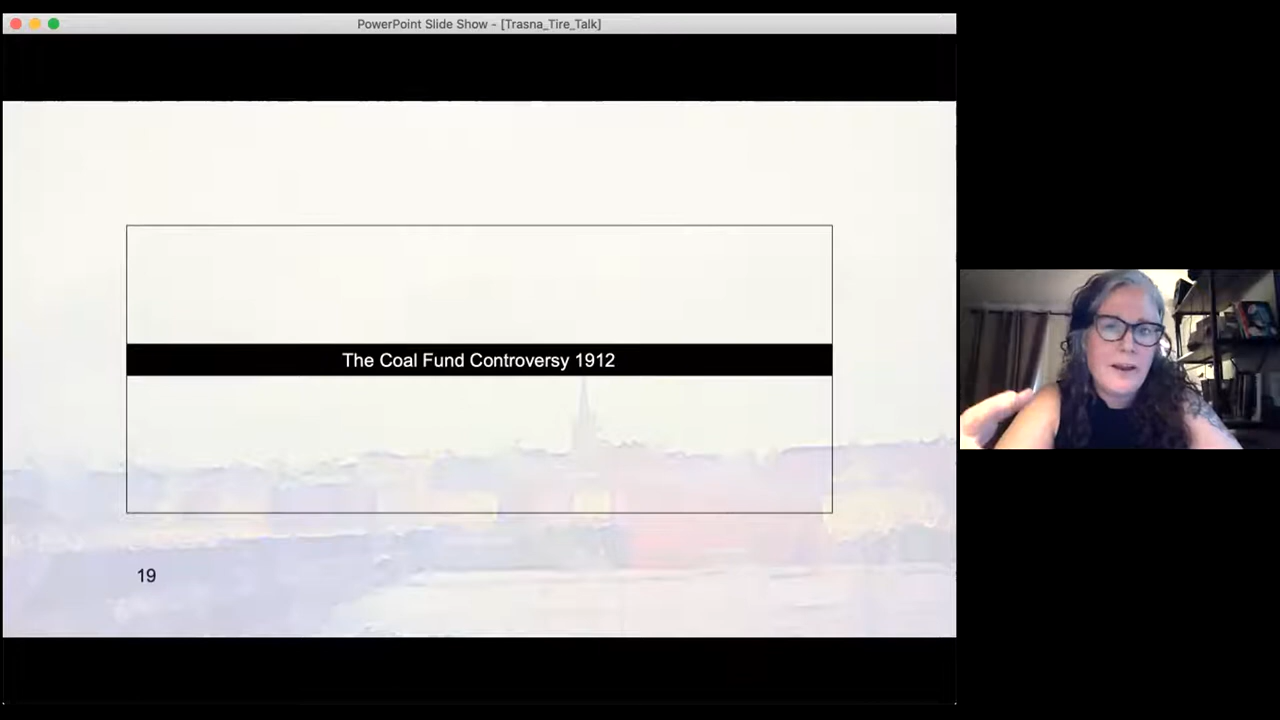 PowerPoint Slide Show - [Trasna_Tire_Talk]
The Coal Fund Controversy 1912
19